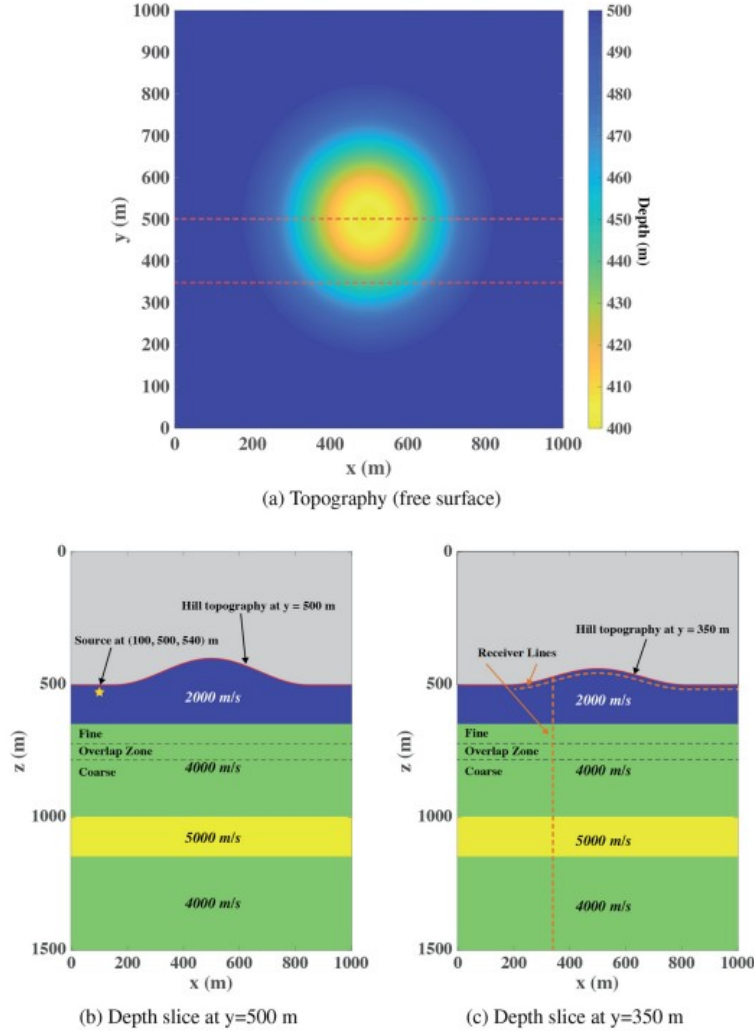 1000
900
800
700
600
500
400
300
200
100
0
y (m)
0 200 400 600 800 1000
x (m)
500
490
480
470
460
450
440
430
420
410
400
Depth (m)
(a) Topography (free surface)
0
500
1000
1500
z (m)
Hill topography at y = 500 m
Source at (100, 500, 540) m
2000 m/s
Fine
Overlap Zone
Coarse
4000 m/s
5000 m/s
4000 m/s
0 200 400 600 800 1000
x (m)
(b) Depth slice at y=500 m
0
500
1000
1500
z (m)
Hill topography at y = 350 m
Receiver Lines
2000 m/s
Fine
Overlap Zone
Coarse
4000 m/s
5000 m/s
4000 m/s
0 200 400 600 800 1000
x (m)
(c) Depth slice at y=350 m